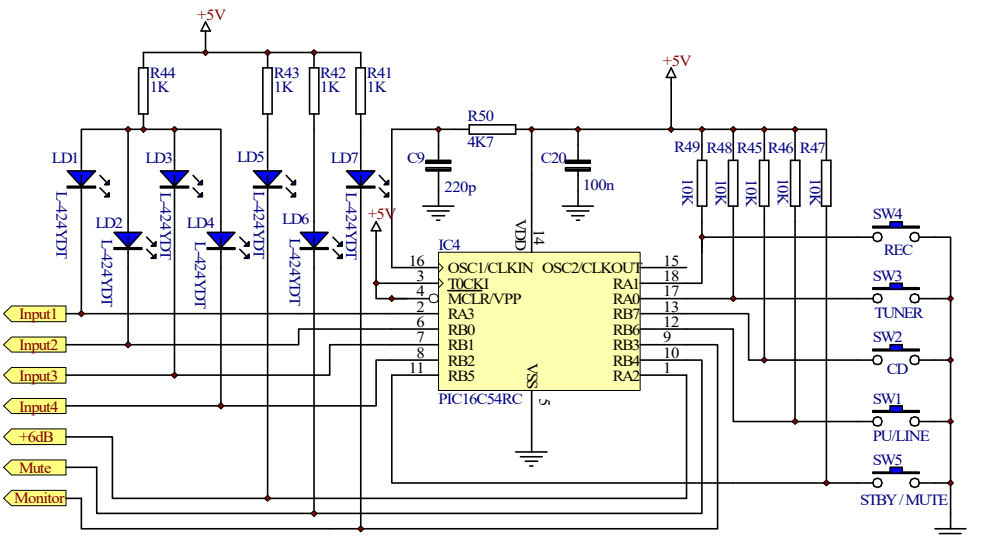 +5V
R44
1K
R43
1K
R42
1K
R41
1K
+5V
R50
4K7
C9
220p
C20
100n
R49
10K
R48
10K
R45
10K
R46
10K
R47
10K
LD1
L-424YDT
LD3
L-424YDT
LD5
L-424YDT
LD7
L-424YDT
LD2
L-424YDT
LD4
L-424YDT
LD6
L-424YDT
+5V
IC4
VDD
14
16 OSC1/CLKIN
OSC2/CLKOUT 15
3 T0CKI
RA1 18
4 MCLR/VPP
RA0 17
2 RA3
RB7 13
6 RB0
RB6 12
7 RB1
RB3 9
8 RB2
RB4 10
11 RB5
RA2 1
VSS
5
PIC16C54RC
SW4
REC
SW3
TUNER
SW2
CD
SW1
PU/LINE
SW5
STBY / MUTE
Input1
Input2
Input3
Input4
+6dB
Mute
Monitor